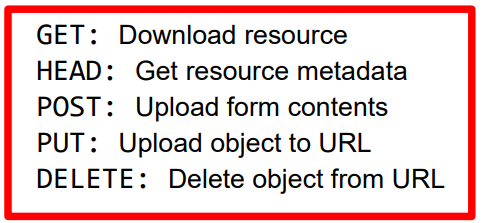 GET: Download resource
HEAD: Get resource metadata
POST: Upload form contents
PUT: Upload object to URL
DELETE: Delete object from URL